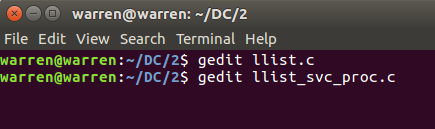 warren@warren: ~/DC/2
File Edit View Search Terminal Help
warren@warren:~/DC/2$ gedit llist.c
warren@warren:~/DC/2$ gedit llist_svc_proc.c